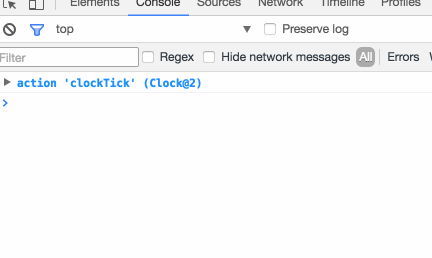 Elements Console Sources Network Timeline Profiles
top Preserve log
Filter Regex Hide network messages All Errors
action 'clockTick' (Clock@2)